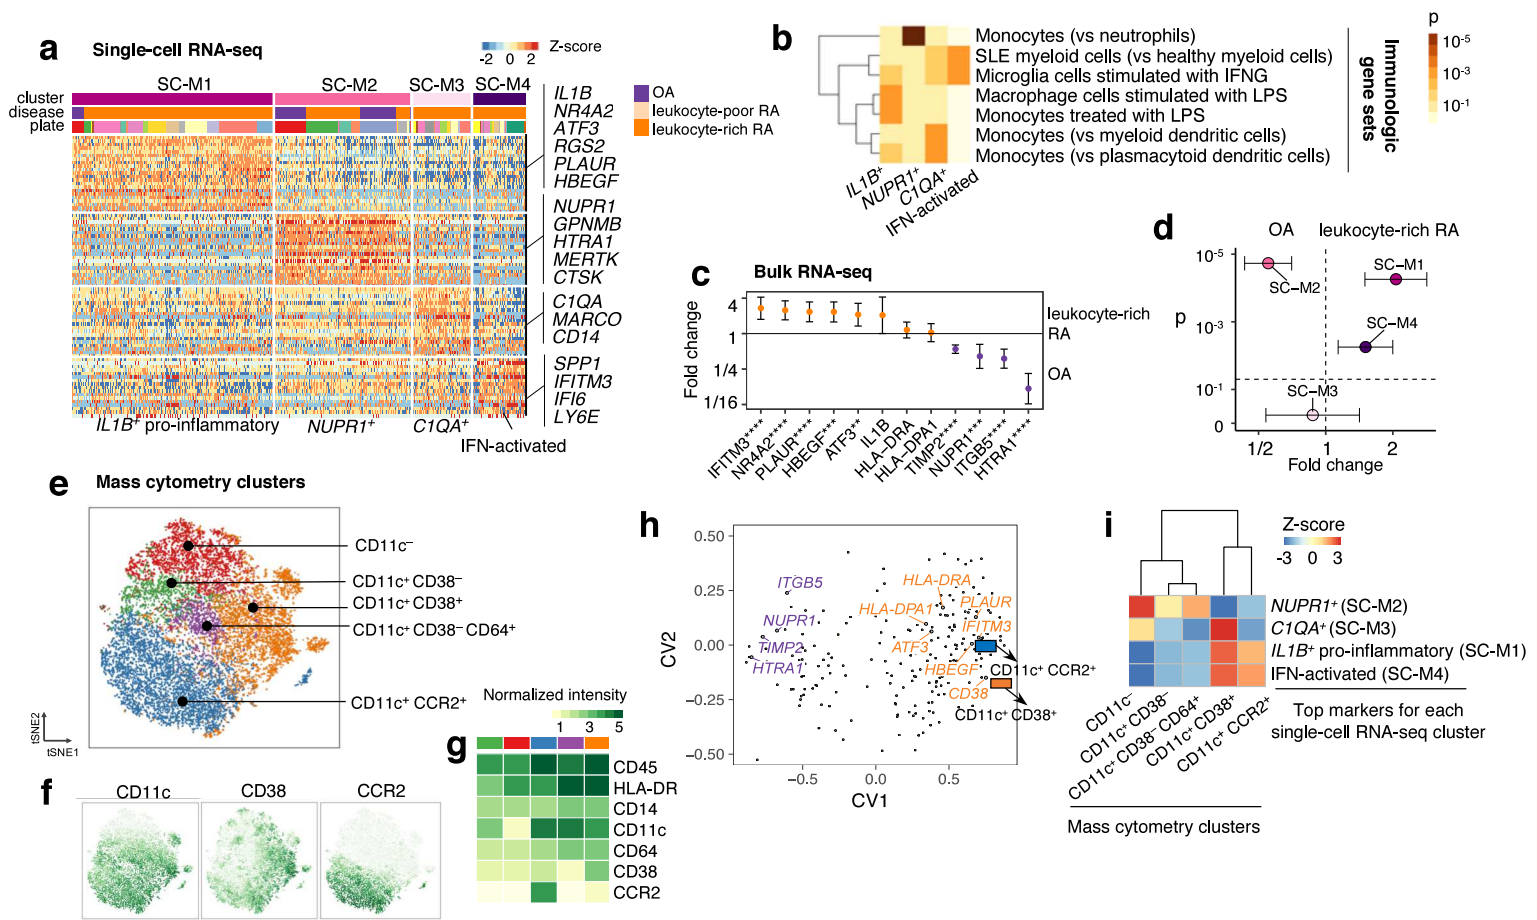 a
Single-cell RNA-seq
Z-score
-2 0 2
SC-M1 SC-M2 SC-M3 SC-M4
cluster
disease
plate
OA
leukocyte-poor RA
leukocyte-rich RA
IL1B
NR4A2
ATF3
RGS2
PLAUR
HBEGF
NUPR1
GPNMB
HTRA1
MERTK
CTSK
C1QA
MARCO
CD14
SPP1
IFITM3
IFI6
LY6E
IL1B+ pro-inflammatory NUPR1+ C1QA+
IFN-activated
b
Monocytes (vs neutrophils)
SLE myeloid cells (vs healthy myeloid cells)
Microglia cells stimulated with IFNG
Macrophage cells stimulated with LPS
Monocytes treated with LPS
Monocytes (vs myeloid dendritic cells)
Monocytes (vs plasmacytoid dendritic cells)
IL1B+
NUPR1+
C1QA+
IFN-activated
Immunologic
gene sets
p
10-5
10-3
10-1
c
Bulk RNA-seq
Fold change
4
1
1/4
1/16
leukocyte-rich
RA
OA
IFITM3****
NR4A2****
PLAUR****
HBEGF***
ATF3**
IL1B
HLA-DRA
HLA-DPA1
TIMP2****
NUPR1***
ITGB5****
HTRA1****
d
OA leukocyte-rich RA
p
10-5
10-3
10-1
0
SC-M1
SC-M2
SC-M4
SC-M3
1/2 1 2
Fold change
e
Mass cytometry clusters
CD11c–
CD11c+ CD38–
CD11c+ CD38+
CD11c+ CD38– CD64+
CD11c+ CCR2+
tSNE2
tSNE1
f
CD11c CD38 CCR2
g
Normalized intensity
1 3 5
CD45
HLA-DR
CD14
CD11c
CD64
CD38
CCR2
h
CV2
0.50
0.25
0.00
−0.25
−0.50
ITGB5
NUPR1
TIMP2
HTRA1
HLA-DRA
HLA-DPA1
PLAUR
IFITM3
ATF3
HBEGF
CD38
CD11c+ CCR2+
CD11c+ CD38+
−0.5 0.0 0.5
CV1
i
Z-score
-3 0 3
NUPR1+ (SC-M2)
C1QA+ (SC-M3)
IL1B+ pro-inflammatory (SC-M1)
IFN-activated (SC-M4)
CD11c–
CD11c+ CD38–
CD11c+ CD38– CD64+
CD11c+ CD38+
CD11c+ CCR2+
Top markers for each
single-cell RNA-seq cluster
Mass cytometry clusters